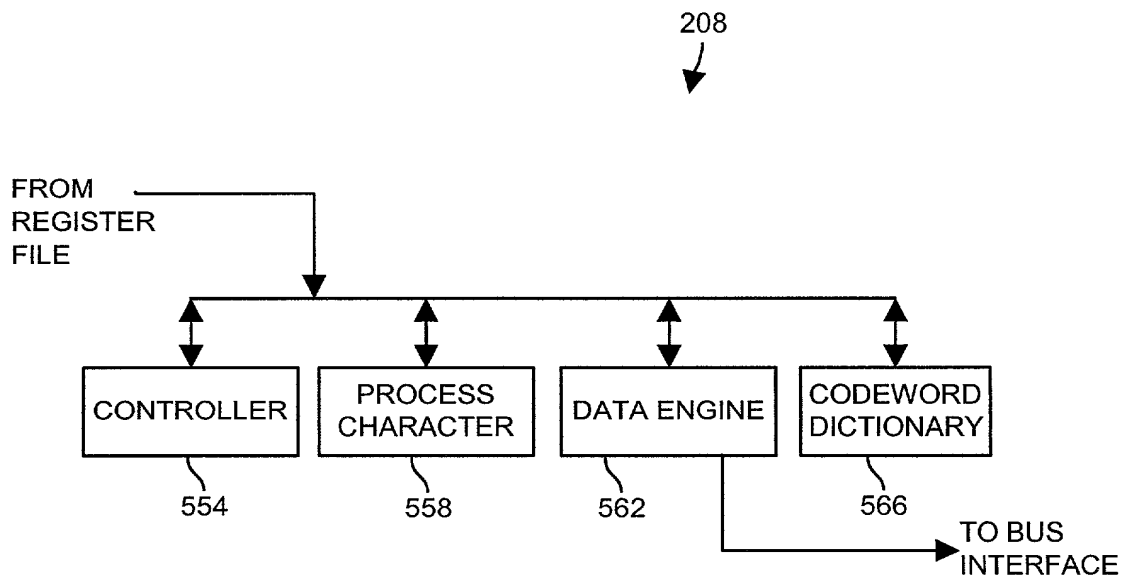 208
FROM
REGISTER
FILE
CONTROLLER
PROCESS
CHARACTER
DATA ENGINE
CODEWORD
DICTIONARY
554
558
562
566
TO BUS
INTERFACE